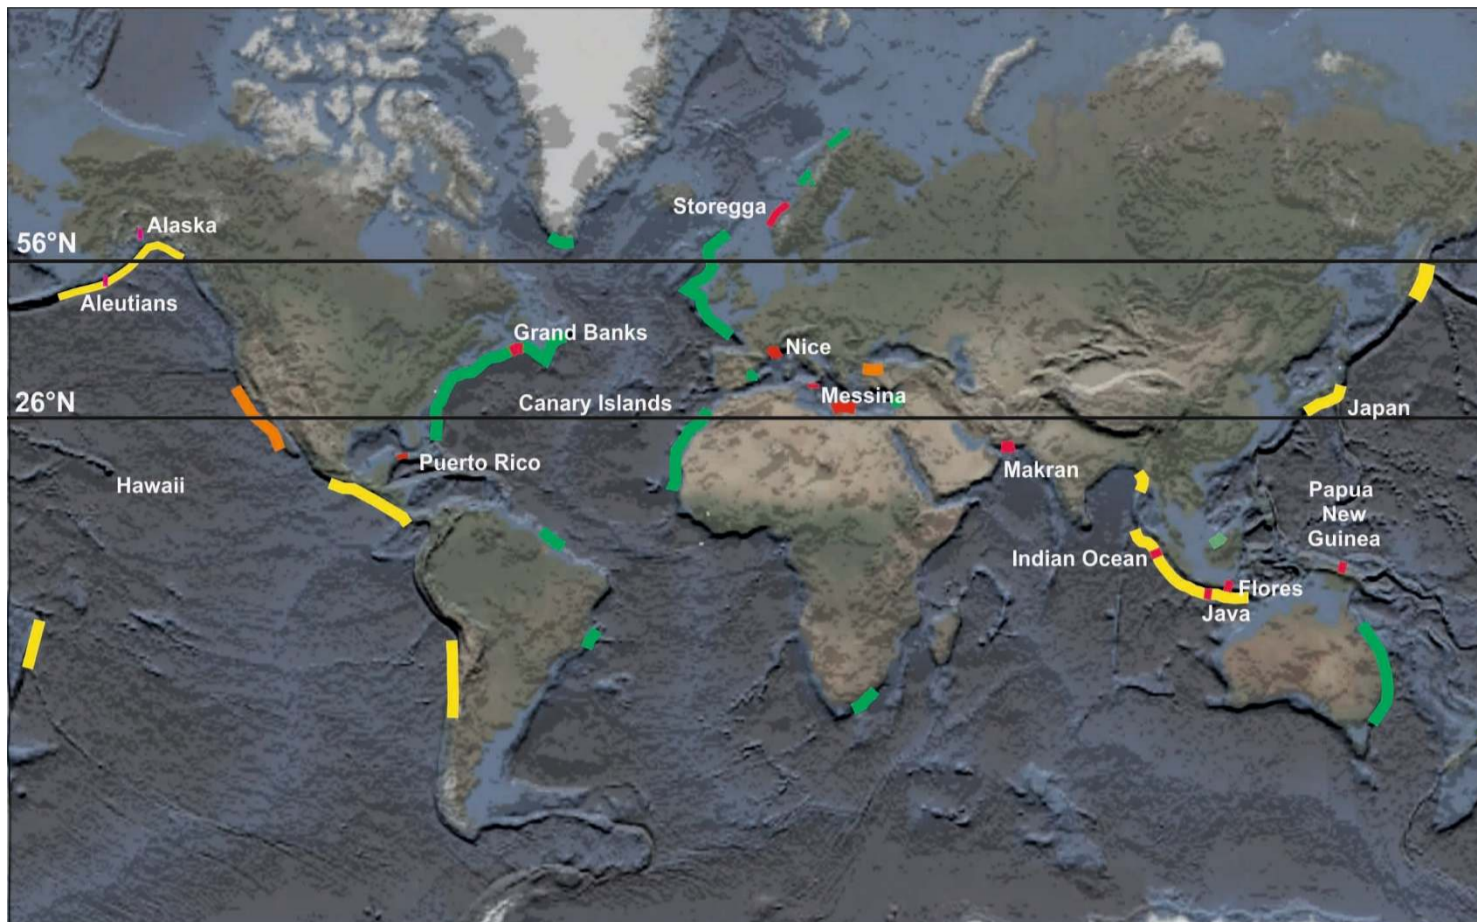 Alaska
56°N
Aleutians
Storegga
Grand Banks
Nice
Canary Islands
Messina
26°N
Japan
Puerto Rico
Makran
Hawaii
Papua
New
Guinea
Indian Ocean
Flores
Java